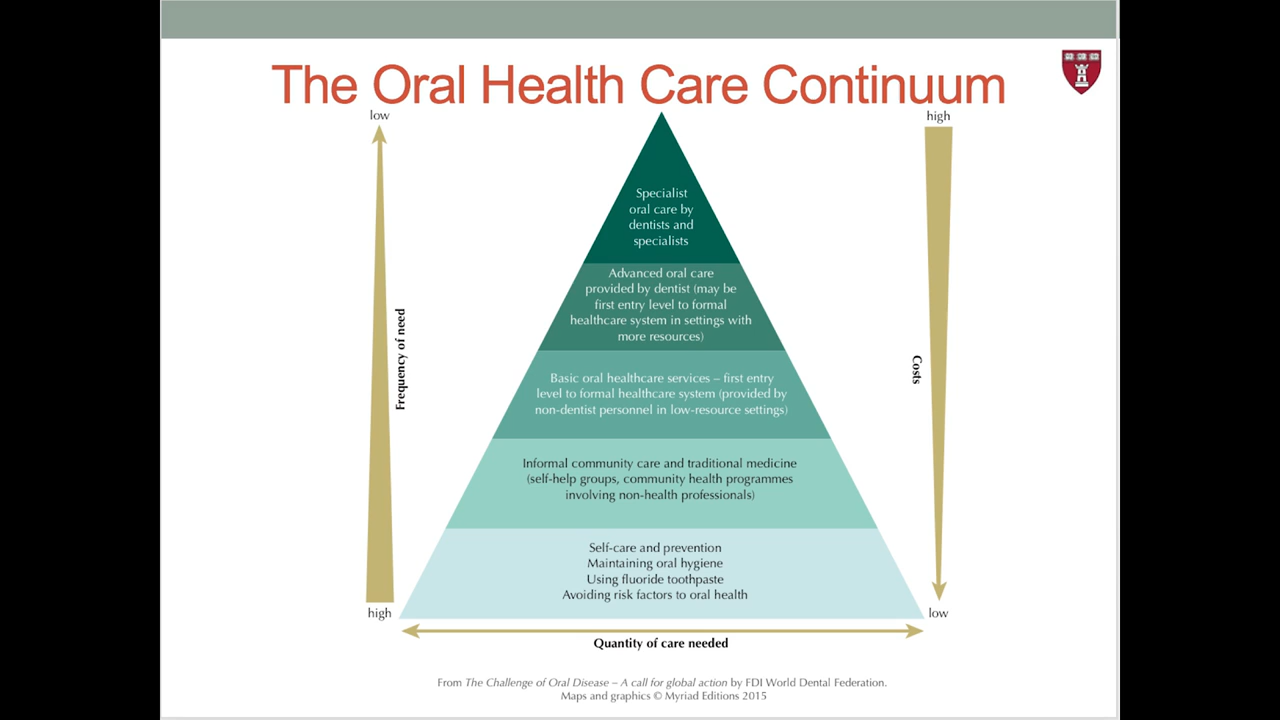 The Oral Health Care Continuum
low
high
Specialist
oral care by
dentists and
specialists
Advanced oral care
provided by dentist (may be
first entry level to formal
healthcare system in settings with
more resources)
Frequency of need
Costs
Basic oral healthcare services – first entry
level to formal healthcare system (provided by
non-dentist personnel in low-resource settings)
Informal community care and traditional medicine
(self-help groups, community health programmes
involving non-health professionals)
Self-care and prevention
Maintaining oral hygiene
Using fluoride toothpaste
Avoiding risk factors to oral health
high
low
Quantity of care needed
From The Challenge of Oral Disease – A call for global action by FDI World Dental Federation.
Maps and graphics © Myriad Editions 2015